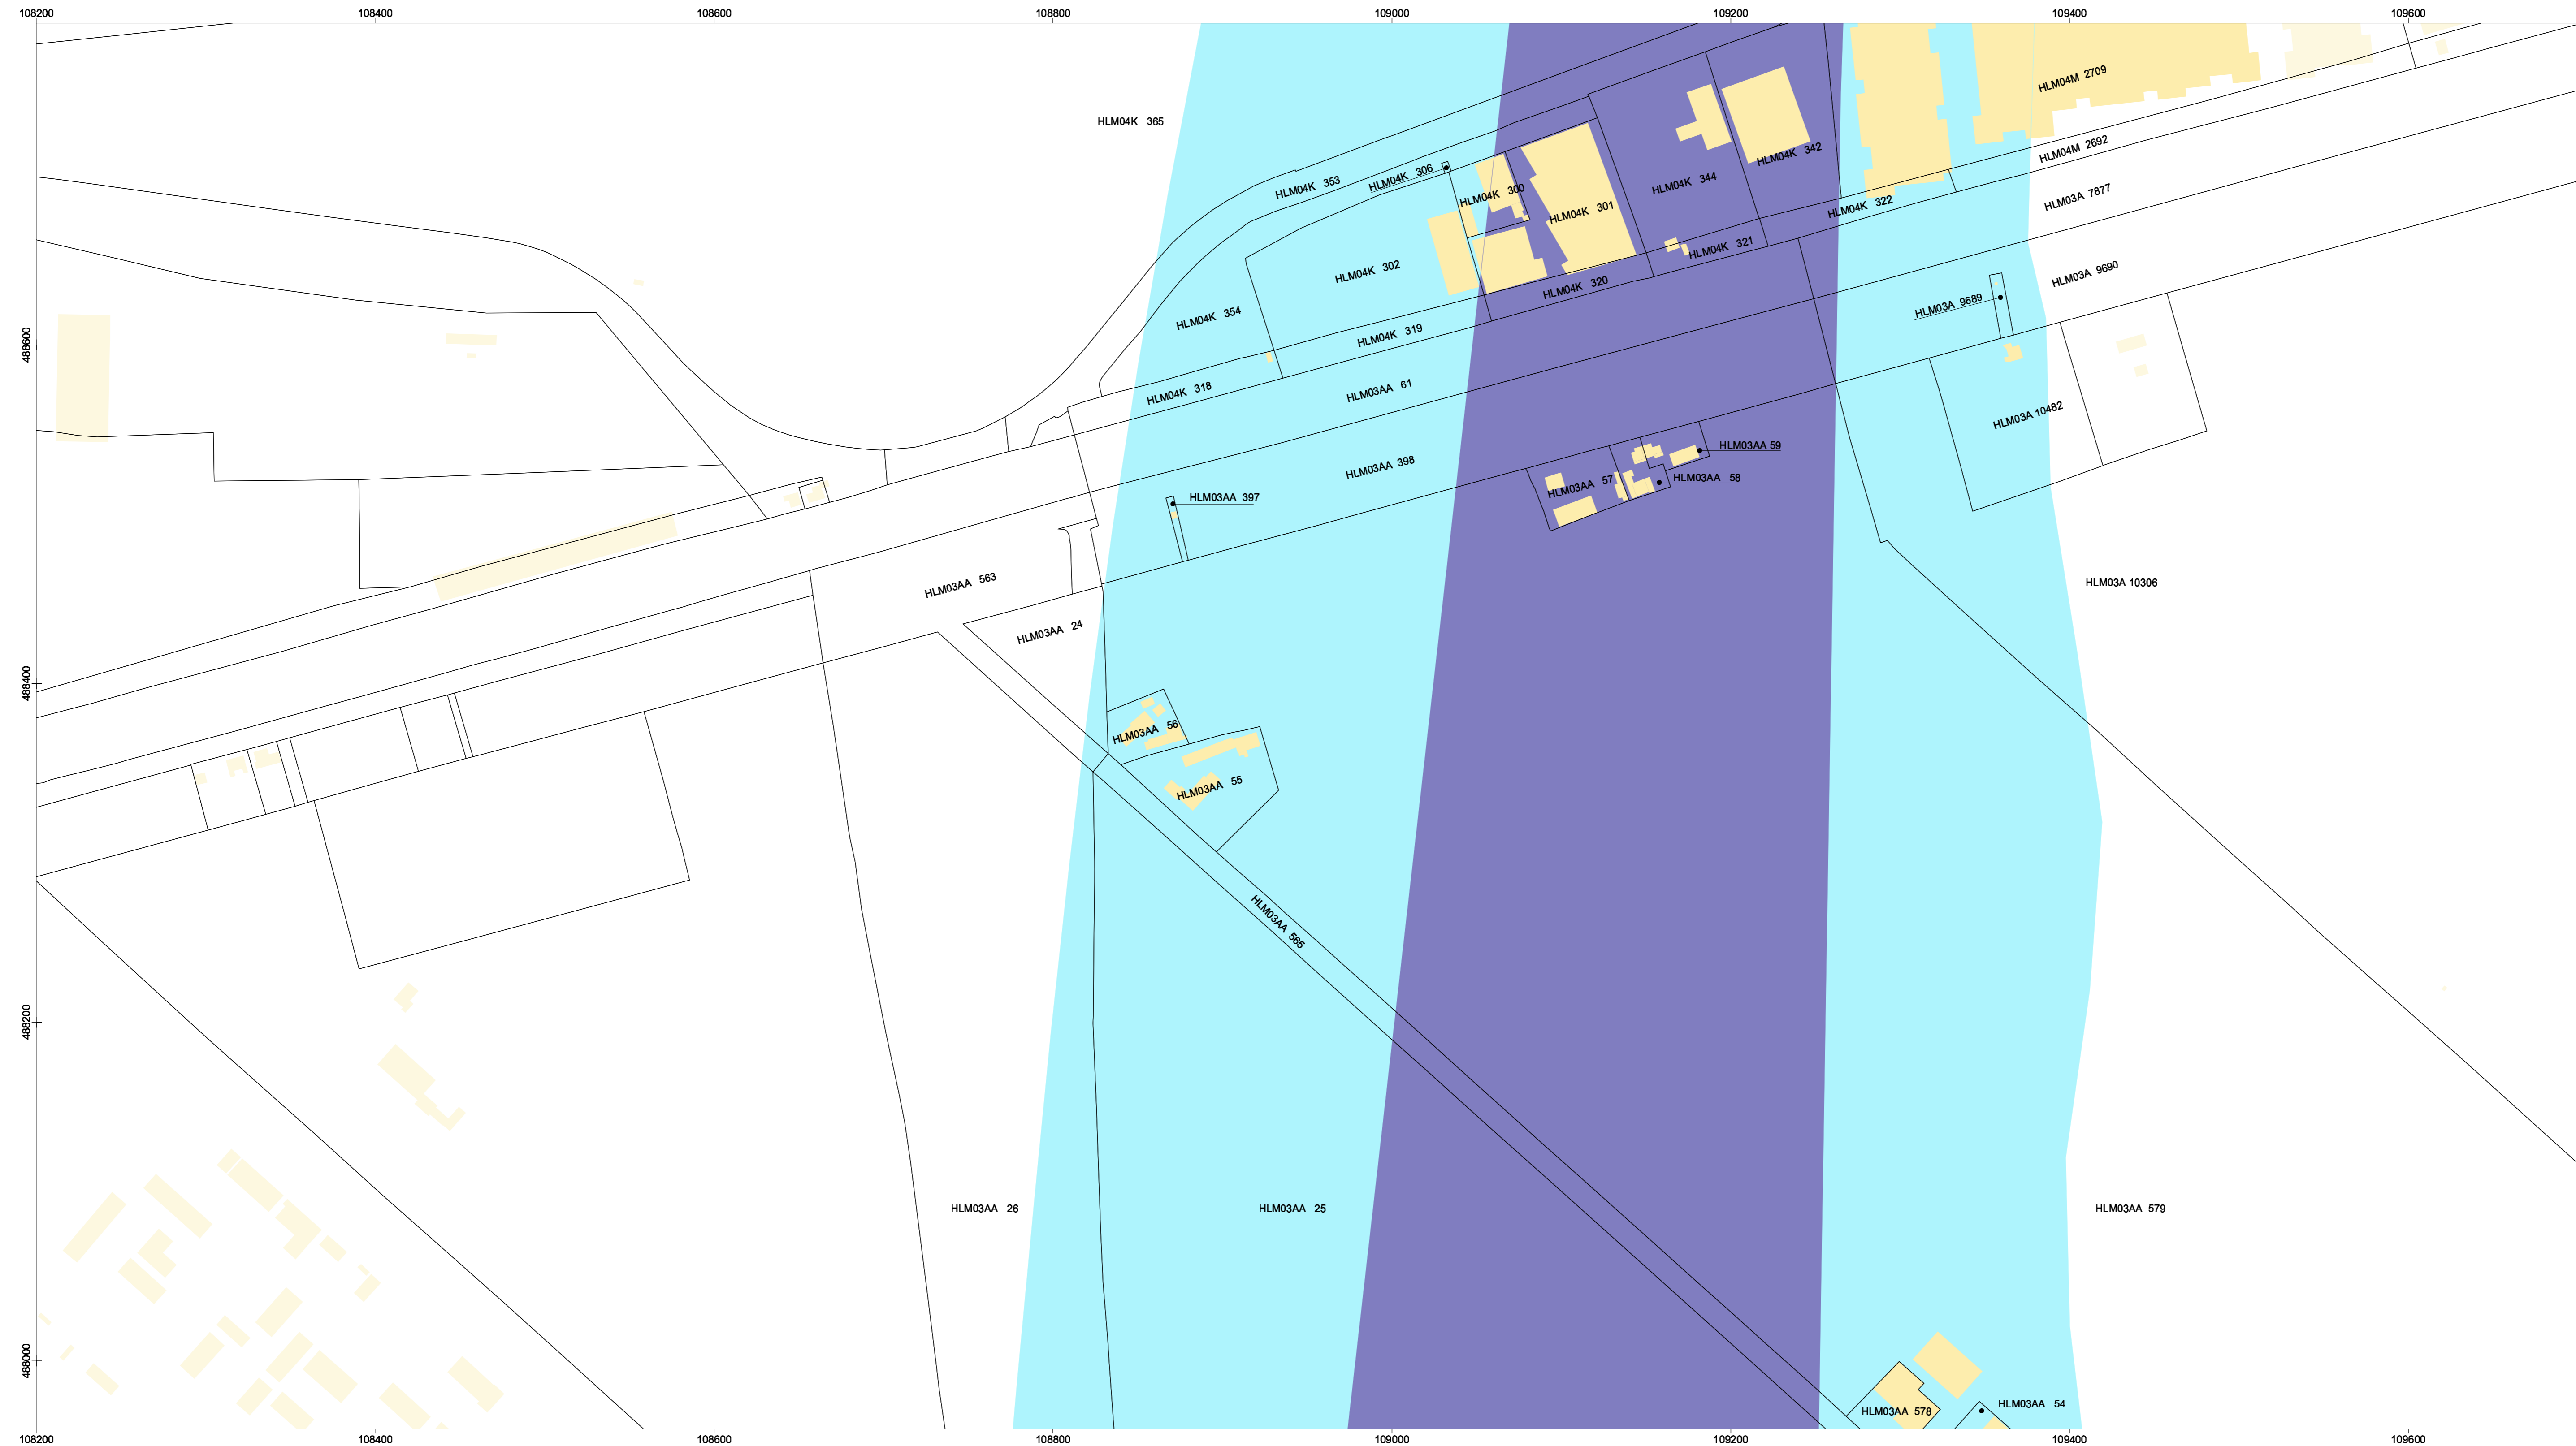 108200 108400 108600 108800 109000 109200 109400 109600
HLM04M 2709
HLM04K 365
HLM04M 2692
HLM04K 342
HLM04K 306
HLM04K 353
HLM04K 344
HLM04K 300
HLM03A 7877
HLM04K 301
HLM04K 322
HLM04K 321
HLM04K 302
HLM03A 9690
HLM04K 320
HLM03A 9689
HLM04K 354
HLM04K 319
488600
HLM04K 318
HLM03AA 61
HLM03A 10482
HLM03AA 59
HLM03AA 398
HLM03AA 58
HLM03AA 57
HLM03AA 397
HLM03AA 563
HLM03A 10306
HLM03AA 24
488400
HLM03AA 56
HLM03AA 55
HLM03AA 565
488200
HLM03AA 26
HLM03AA 25
HLM03AA 579
488000
HLM03AA 54
HLM03AA 578
108200 108400 108600 108800 109000 109200 109400 109600